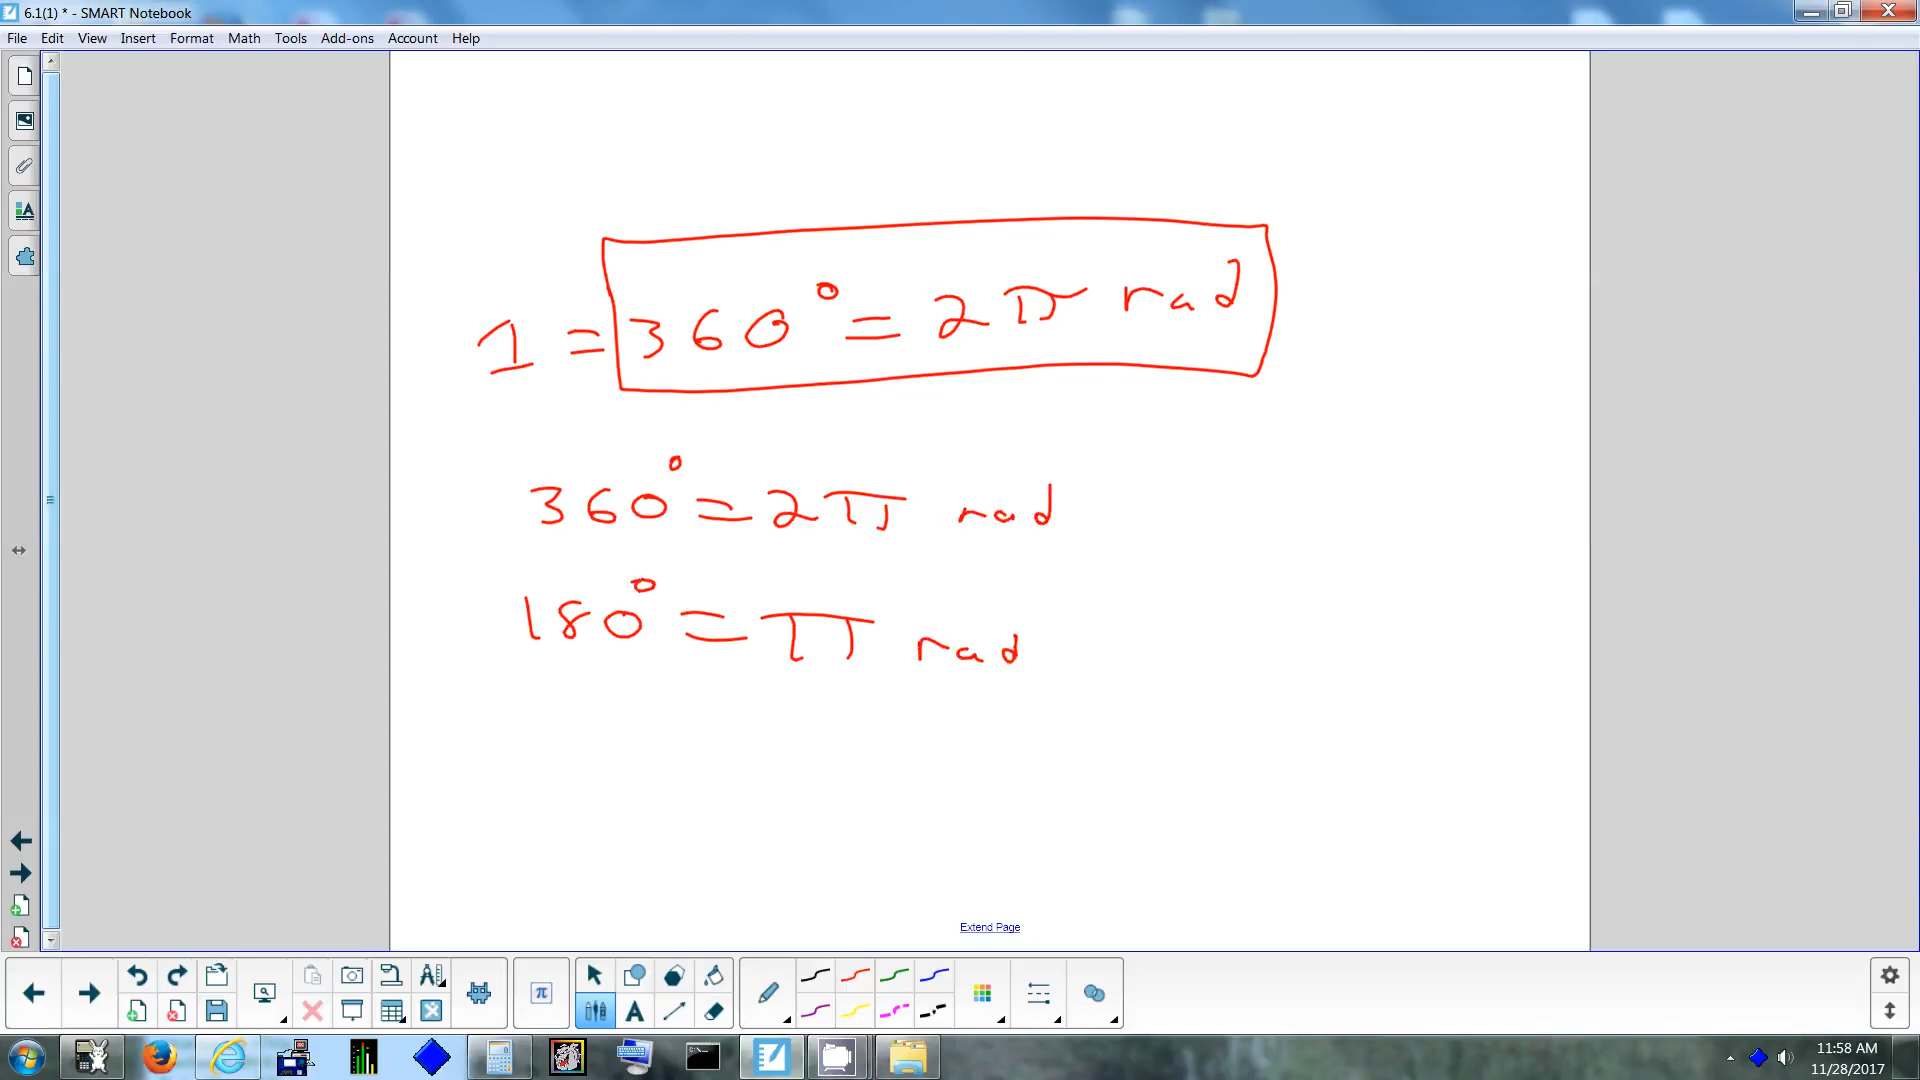 6.1(1) * - SMART Notebook
File Edit View Insert Format Math Tools Add-ons Account Help
1 = 360° = 2π rad
360° = 2π rad
180° = π rad
Extend Page
π
A
11:58 AM
11/28/2017